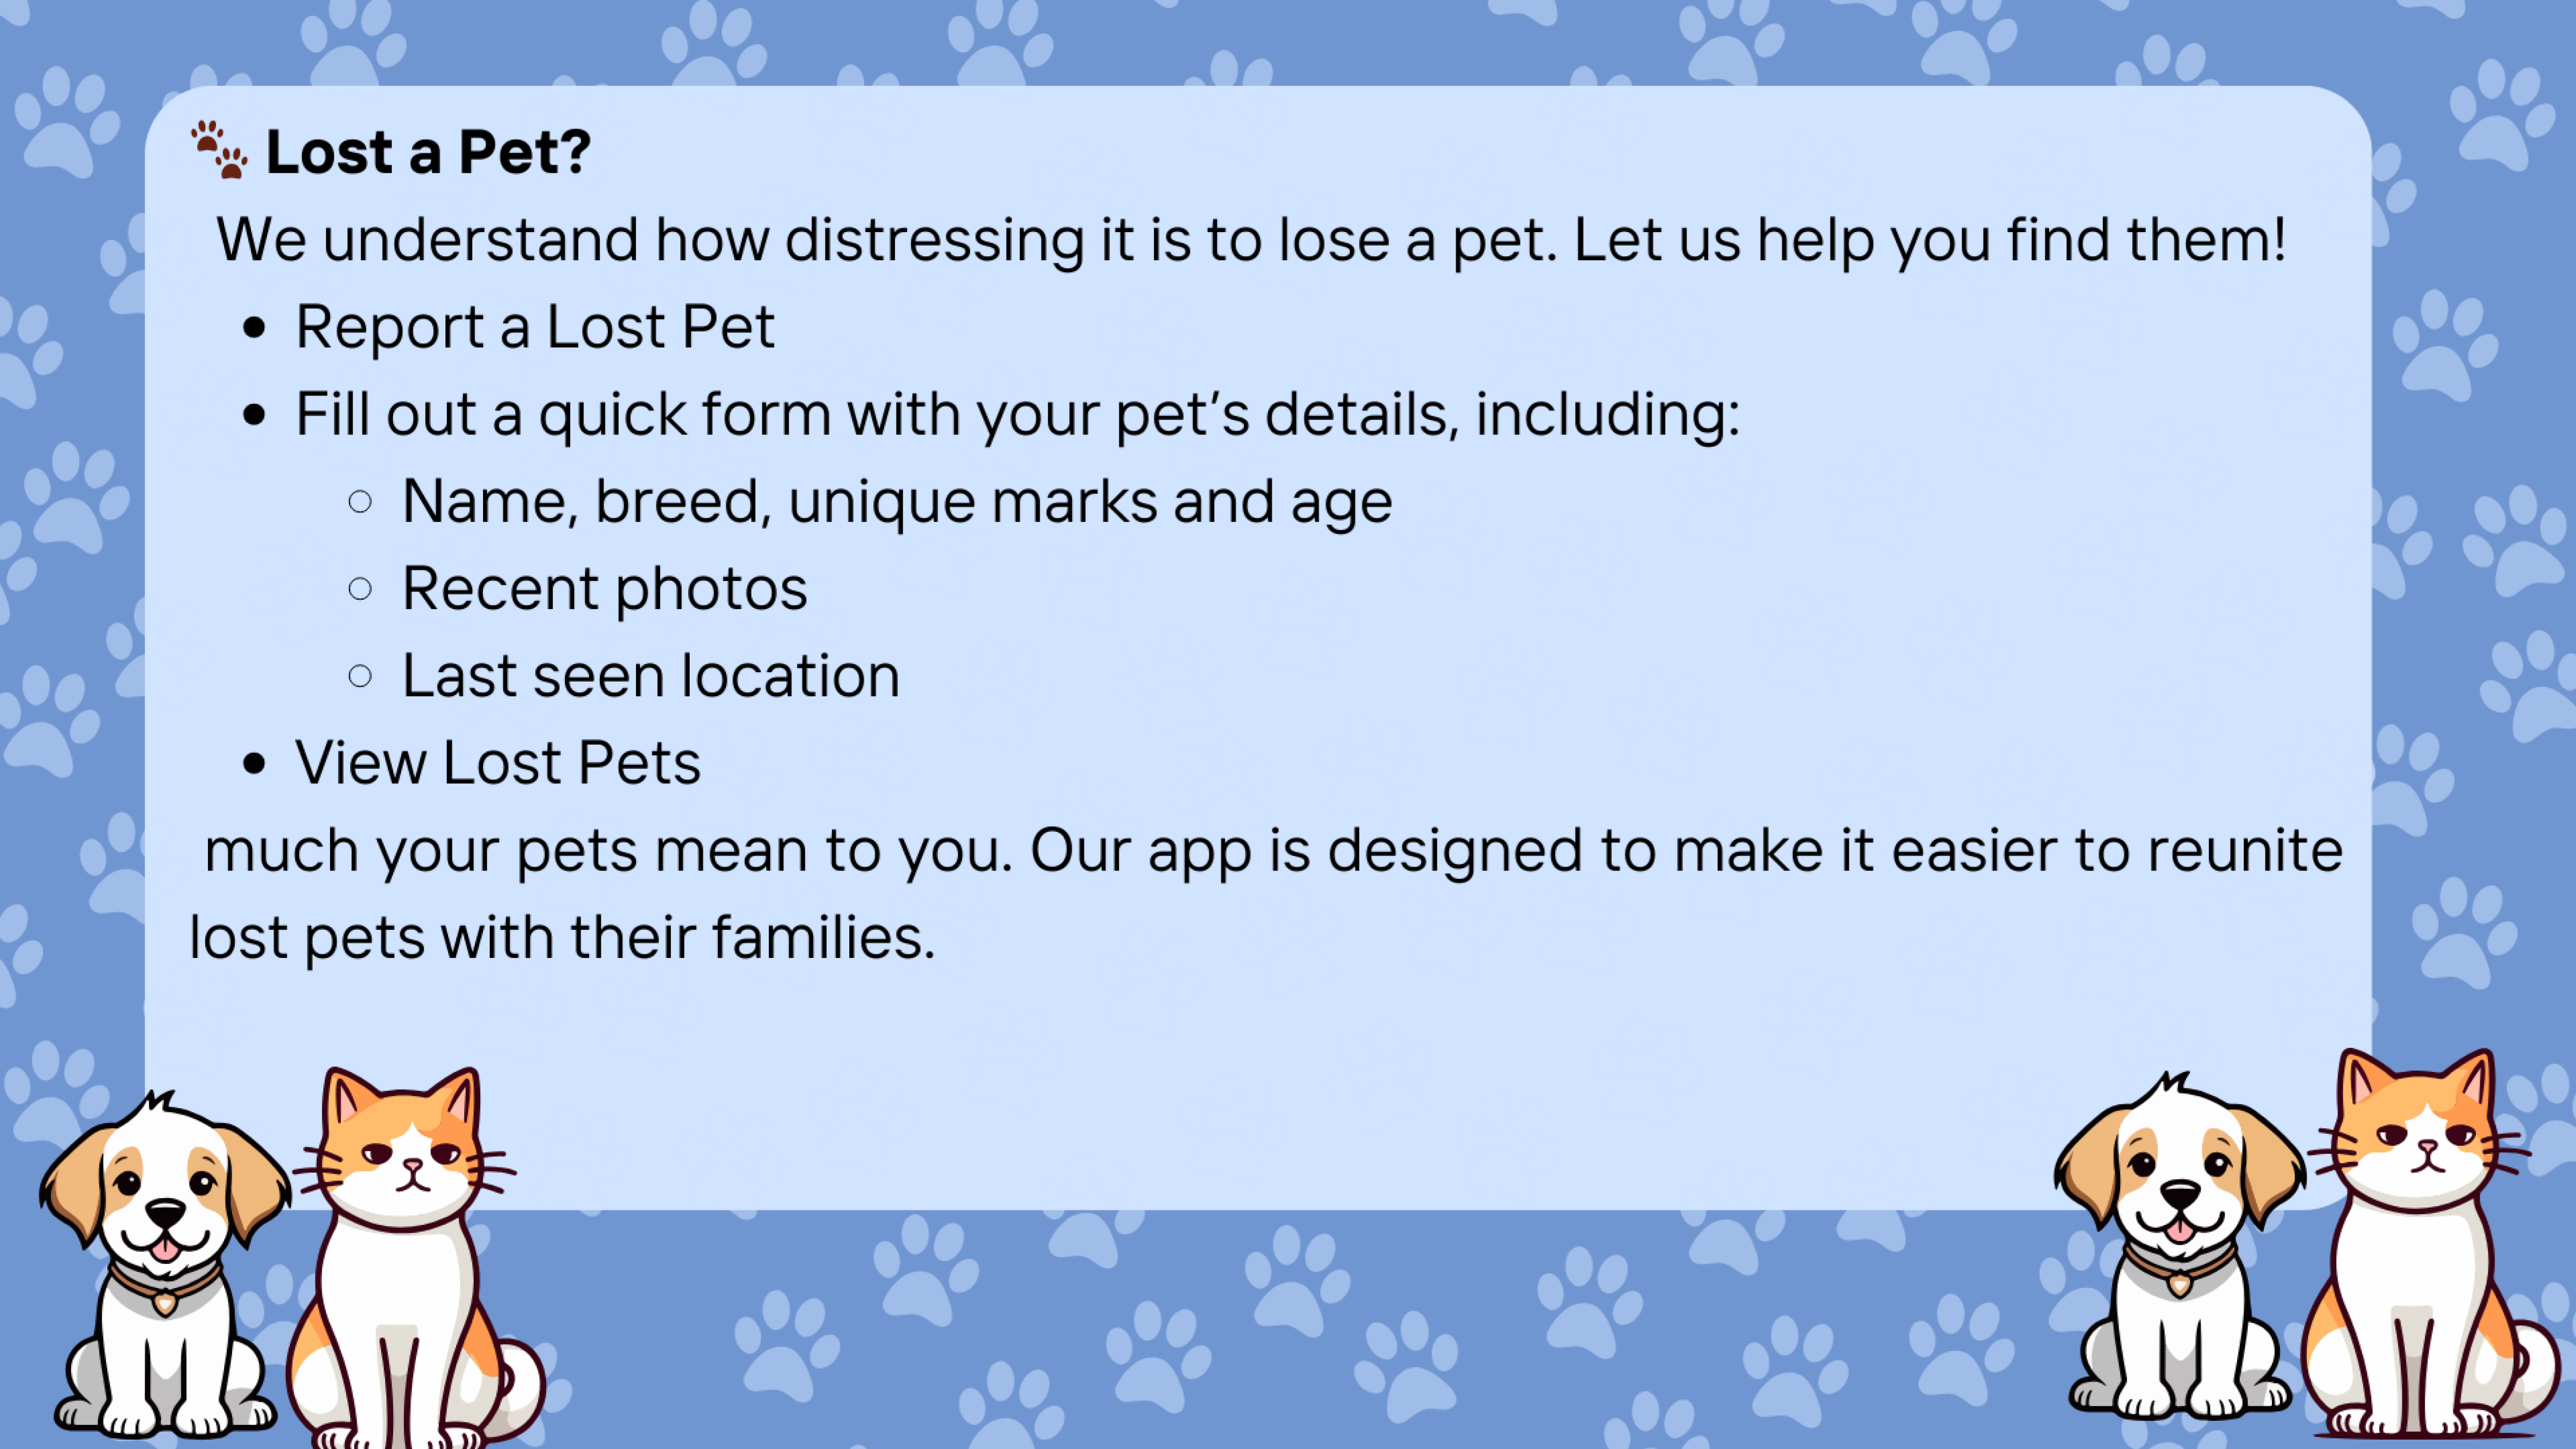 Lost a Pet?
We understand how distressing it is to lose a pet. Let us help you find them!
• Report a Lost Pet
• Fill out a quick form with your pet’s details, including:
○ Name, breed, unique marks and age
○ Recent photos
○ Last seen location
• View Lost Pets
much your pets mean to you. Our app is designed to make it easier to reunite
lost pets with their families.